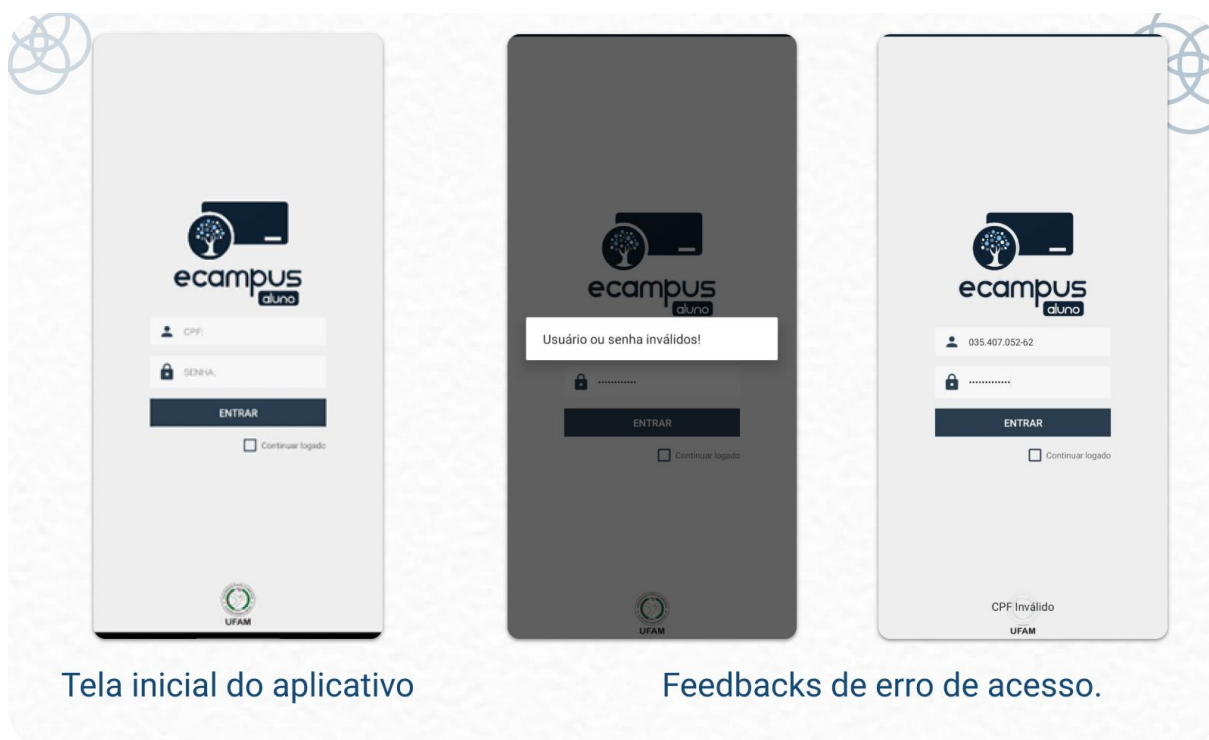 ecampus
aluno
CPF:
SENHA:
ENTRAR
Continuar logado
UFAM
ecampus
aluno
Usuário ou senha inválidos!
............
ENTRAR
Continuar logado
UFAM
ecampus
aluno
035.407.052-62
.............
ENTRAR
Continuar logado
CPF Inválido
UFAM
Tela inicial do aplicativo
Feedbacks de erro de acesso.